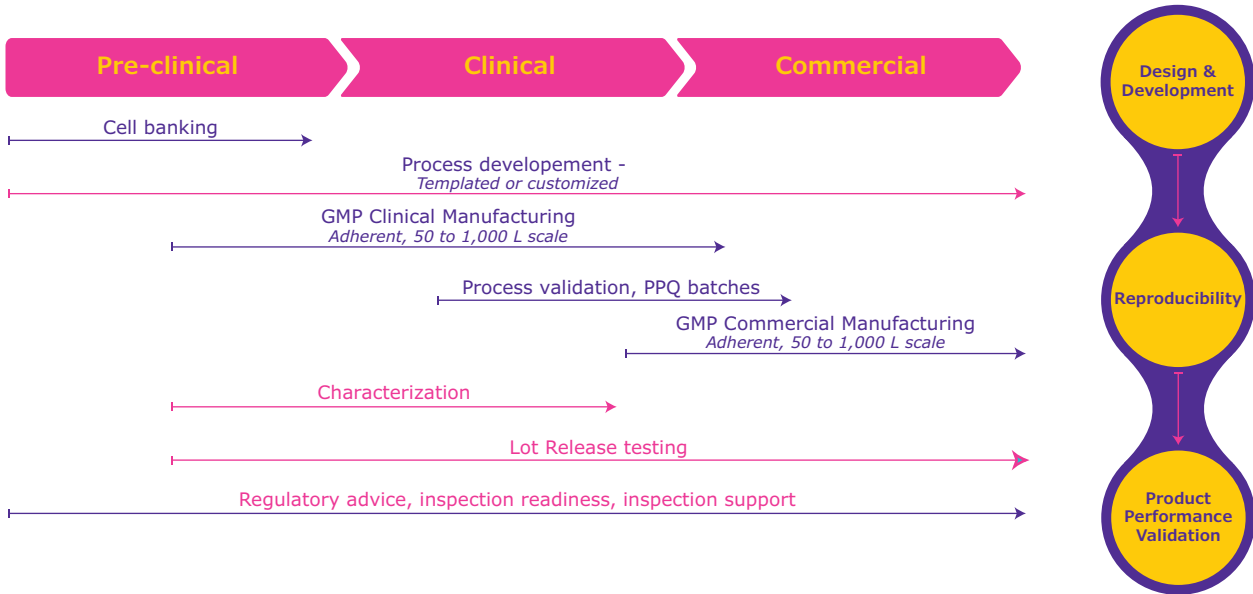 Pre-clinical
Clinical
Commercial
Cell banking
Process developement -
Templated or customized
GMP Clinical Manufacturing
Adherent, 50 to 1,000 L scale
Process validation, PPQ batches
GMP Commercial Manufacturing
Adherent, 50 to 1,000 L scale
Characterization
Lot Release testing
Regulatory advice, inspection readiness, inspection support
Design &
Development
Reproducibility
Product
Performance
Validation